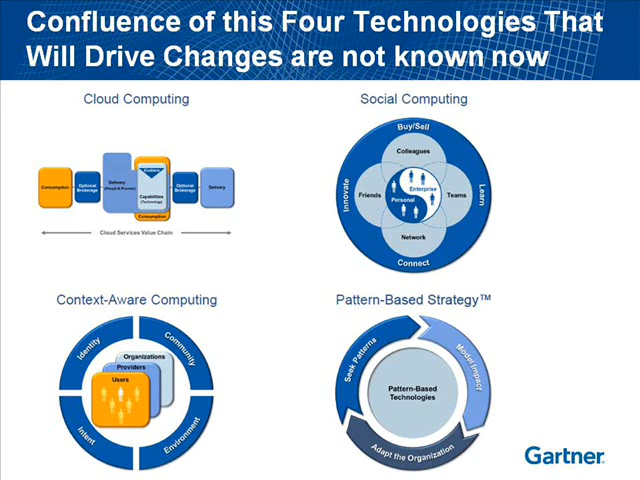 Confluence of this Four Technologies That
Will Drive Changes are not known now
Cloud Computing
Consumption
Optional
Brokerage
Delivery
(People & Process)
Enablers
Capabilities
(Technology)
Consumption
Optional
Brokerage
Delivery
Cloud Services Value Chain
Social Computing
Buy/Sell
Colleagues
Innovate
Friends
Enterprise
Personal
Teams
Learn
Network
Connect
Context-Aware Computing
Identity
Community
Organizations
Providers
Users
Intent
Environment
Pattern-Based Strategy™
Seek Patterns
Model Impact
Pattern-Based
Technologies
Adapt the Organization
Gartner